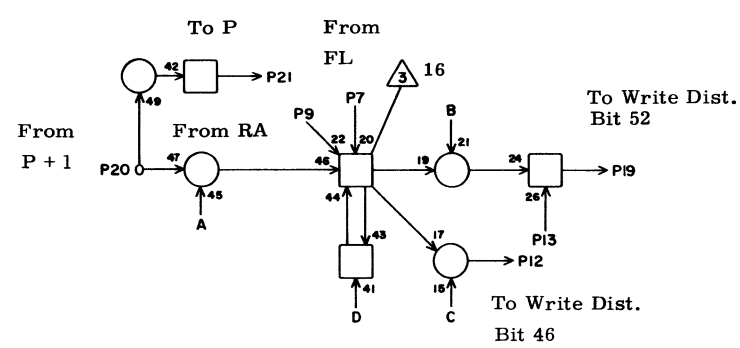 To P
From
FL
42
P21
3
16
49
P7
P9
B
To Write Dist.
Bit 52
From
P + 1
From RA
22
20
21
P20
47
46
19
24
P19
45
44
26
A
43
17
P13
P12
41
15
D
C
To Write Dist.
Bit 46